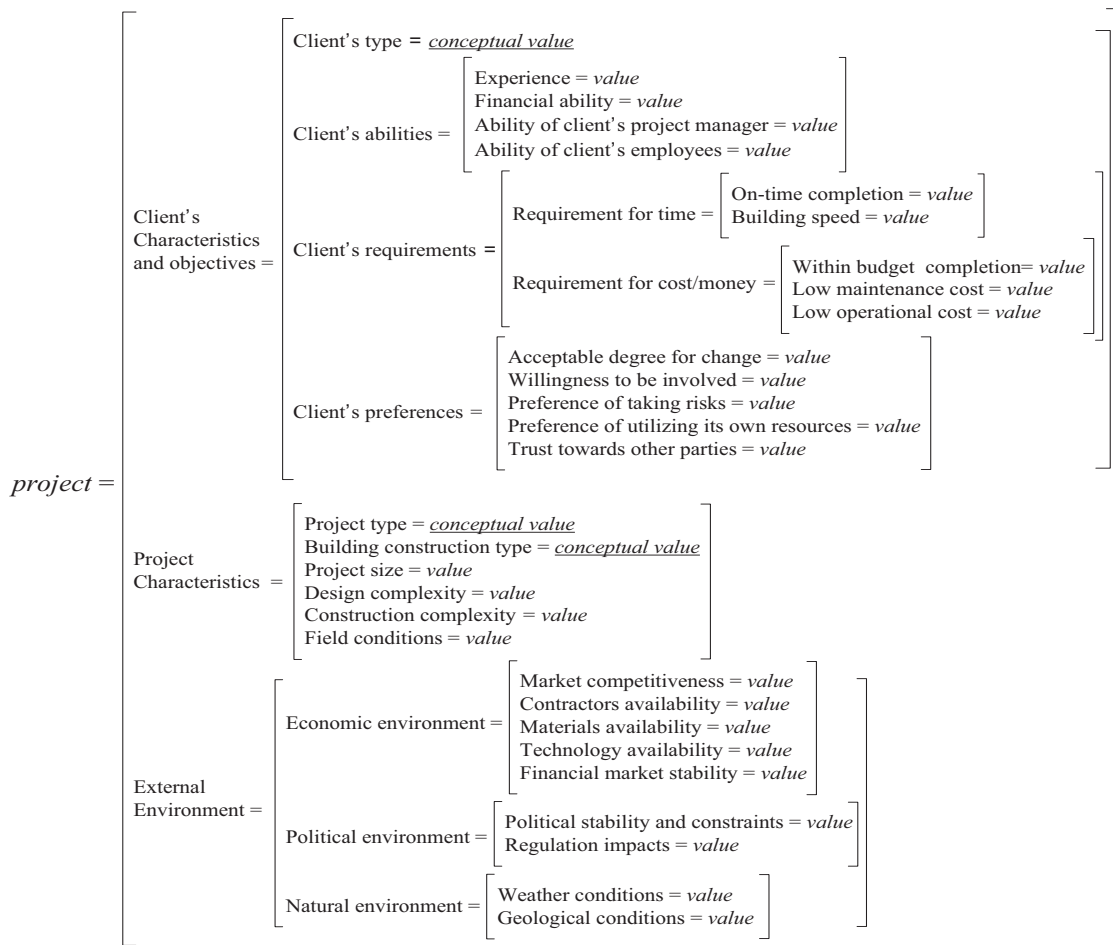 Client's type = conceptual value
Experience = value
Financial ability = value
Client's abilities =
Ability of client's project manager = value
Ability of client's employees = value
Client's
Characteristics
and objectives =
Client's requirements =
Requirement for time =
On-time completion = value
Building speed = value
Requirement for cost/money =
Within budget completion= value
Low maintenance cost = value
Low operational cost = value
Client's preferences =
Acceptable degree for change = value
Willingness to be involved = value
Preference of taking risks = value
Preference of utilizing its own resources = value
Trust towards other parties = value
project =
Project
Characteristics =
Project type = conceptual value
Building construction type = conceptual value
Project size = value
Design complexity = value
Construction complexity = value
Field conditions = value
External
Environment =
Economic environment =
Market competitiveness = value
Contractors availability = value
Materials availability = value
Technology availability = value
Financial market stability = value
Political environment =
Political stability and constraints = value
Regulation impacts = value
Natural environment =
Weather conditions = value
Geological conditions = value